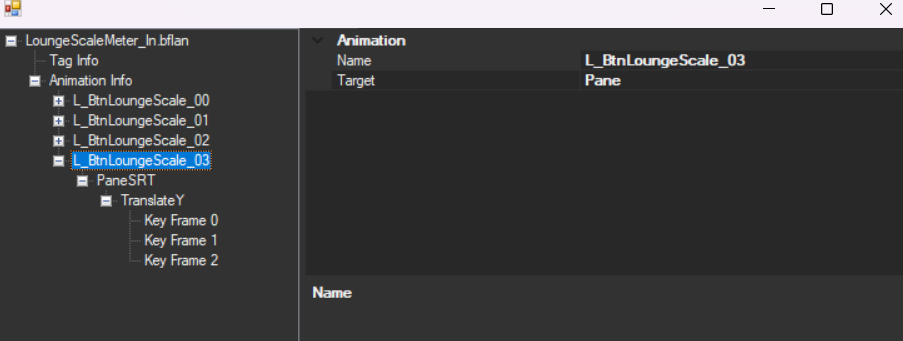 LoungeScaleMeter_In.bflan
Tag Info
Animation Info
L_BtnLoungeScale_00
L_BtnLoungeScale_01
L_BtnLoungeScale_02
L_BtnLoungeScale_03
PaneSRT
TranslateY
Key Frame 0
Key Frame 1
Key Frame 2
Animation
Name L_BtnLoungeScale_03
Target Pane
Name